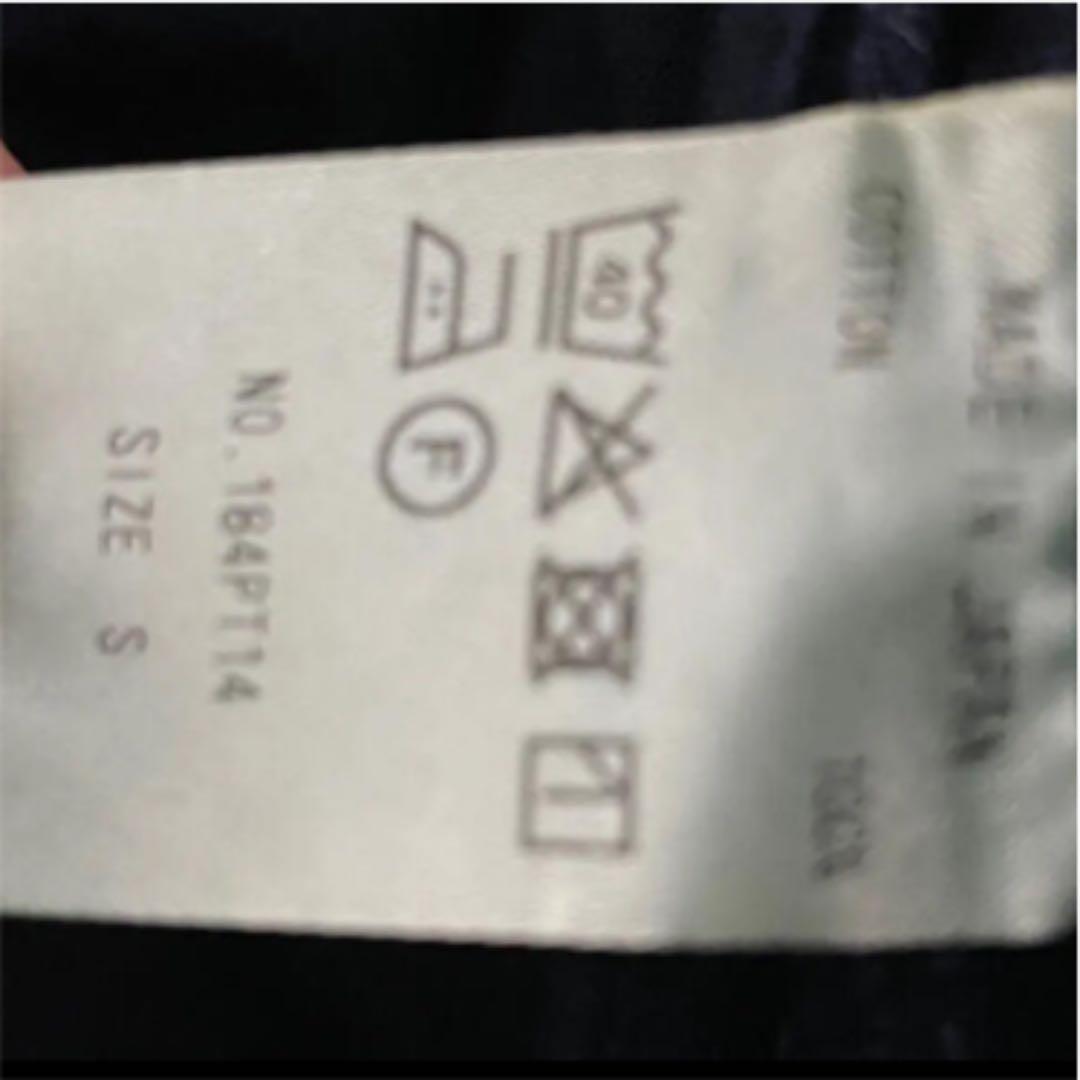 MADE IN JAPAN
COTTON 100%
40
F
NO.184PT14
SIZE S